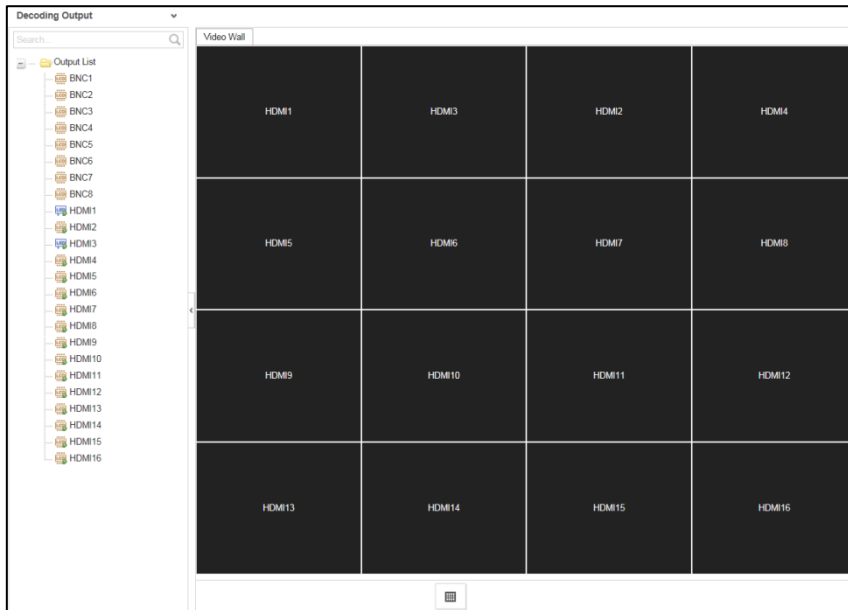 Decoding Output
Search...
Output List
BNC1
BNC2
BNC3
BNC4
BNC5
BNC6
BNC7
BNC8
HDMI1
HDMI2
HDMI3
HDMI4
HDMI5
HDMI6
HDMI7
HDMI8
HDMI9
HDMI10
HDMI11
HDMI12
HDMI13
HDMI14
HDMI15
HDMI16
Video Wall
HDMI1 HDMI3 HDMI2 HDMI4
HDMI5 HDMI6 HDMI7 HDMI8
HDMI9 HDMI10 HDMI11 HDMI12
HDMI13 HDMI14 HDMI15 HDMI16